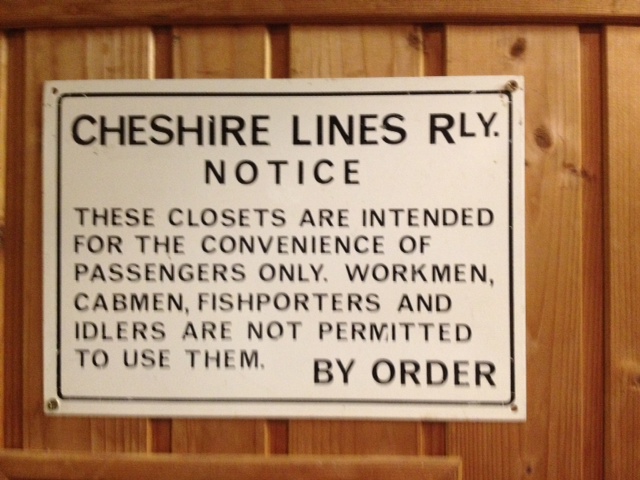 CHESHiRE LINES RLY.
NOTICE
THESE CLOSETS ARE INTENDED
FOR THE CONVENIENCE OF
PASSENGERS ONLY. WORKMEN,
CABMEN, FISHPORTERS AND
IDLERS ARE NOT PERMITTED
TO USE THEM.
BY ORDER